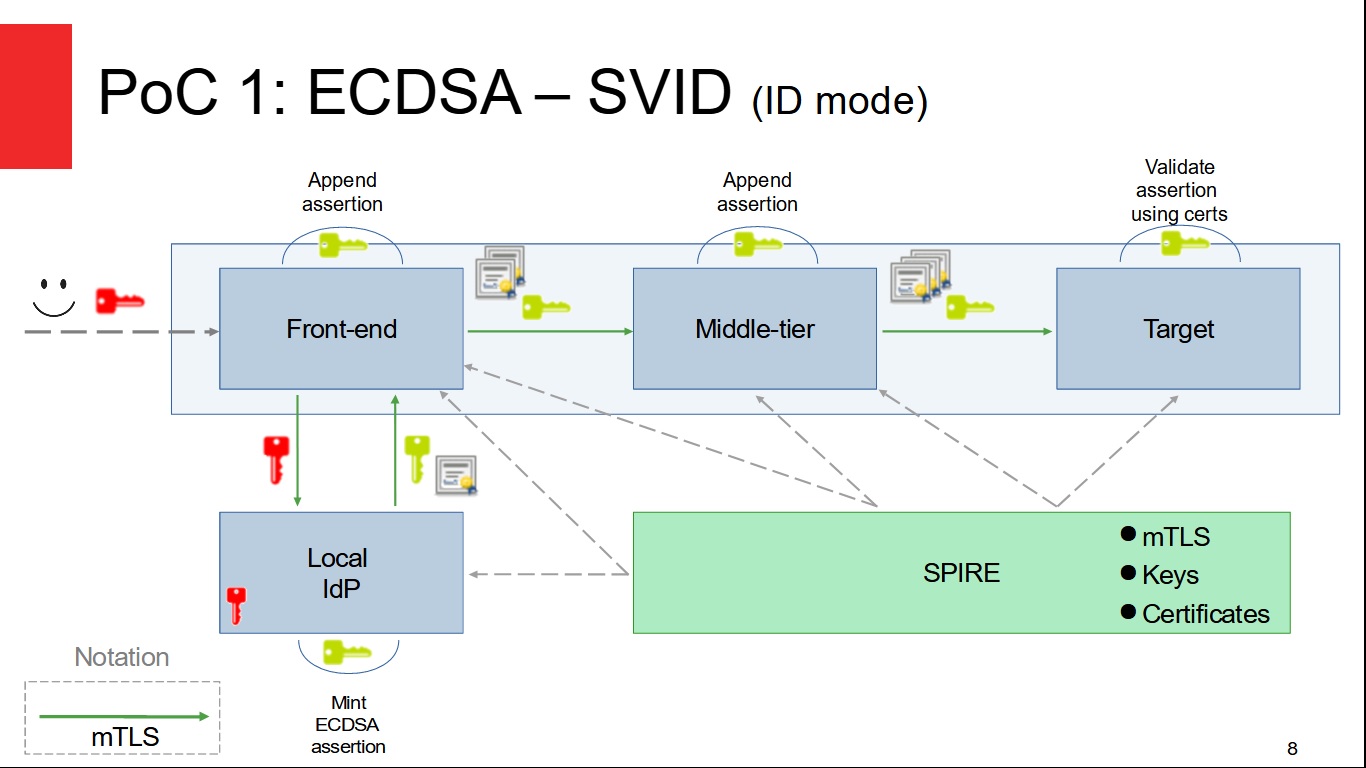 PoC 1: ECDSA – SVID (ID mode)
Append
assertion
Append
assertion
Validate
assertion
using certs
Front-end
Middle-tier
Target
Local
IdP
SPIRE
mTLS
Keys
Certificates
Notation
mTLS
Mint
ECDSA
assertion
8